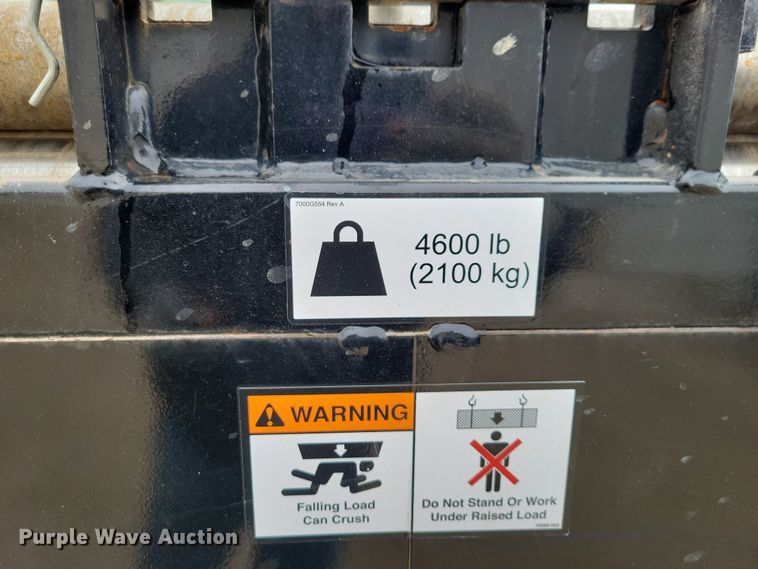 7000G554 Rev A
4600 lb
(2100 kg)
WARNING
Falling Load
Can Crush
Do Not Stand Or Work
Under Raised Load
Purple Wave Auction